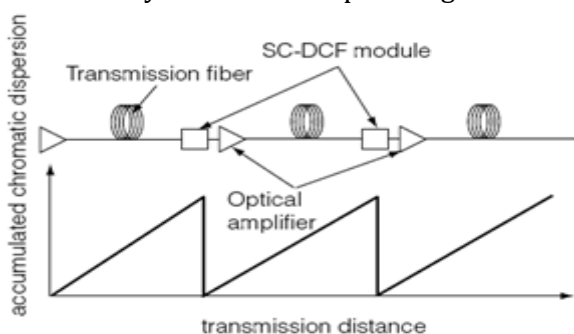 SC-DCF module
Transmission fiber
Optical
amplifier
accumulated chromatic dispersion
transmission distance